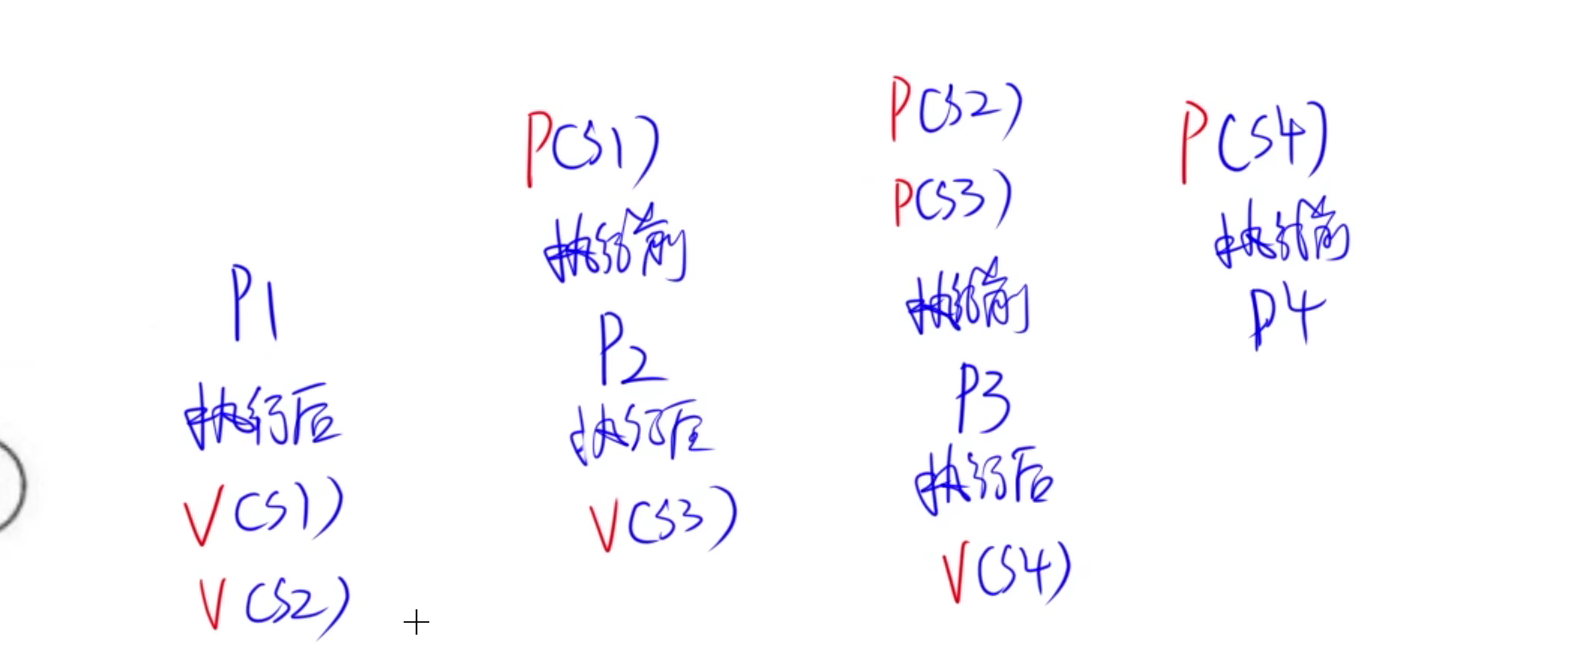 P1
执行后
V(S1)
V(S2)
P(S1)
执行前
P2
执行后
V(S3)
P(S2)
P(S3)
执行前
P3
执行后
V(S4)
P(S4)
执行前
P4